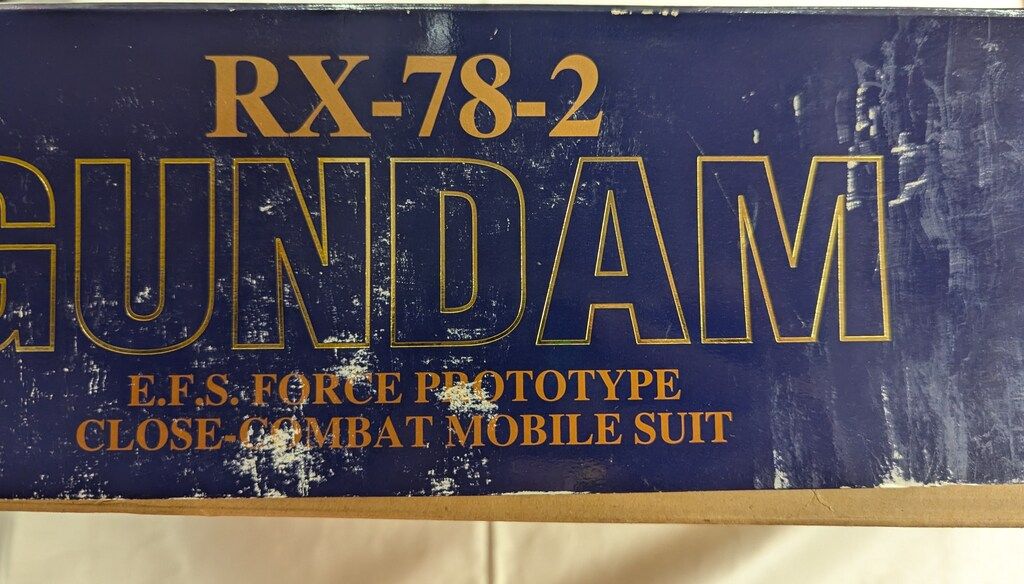 RX-78-2
GUNDAM
E.F.S. FORCE PROTOTYPE
CLOSE-COMBAT MOBILE SUIT